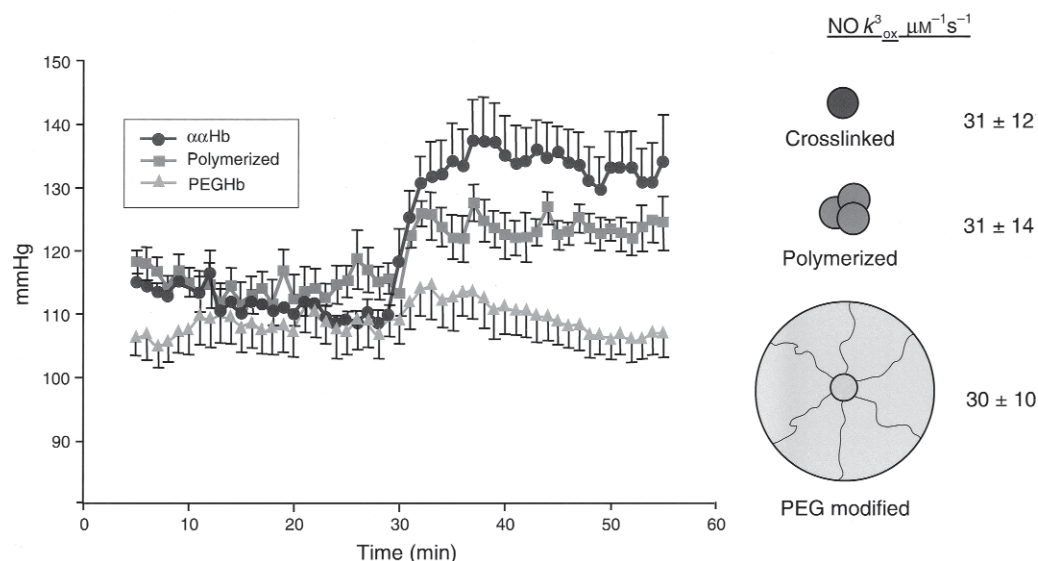 150
140
130
120
110
100
90
mmHg
ααHb
Polymerized
PEGHb
0
10
20
30
40
50
60
Time (min)
NO k³ox µM⁻¹s⁻¹
Crosslinked
31 ± 12
Polymerized
31 ± 14
30 ± 10
PEG modified